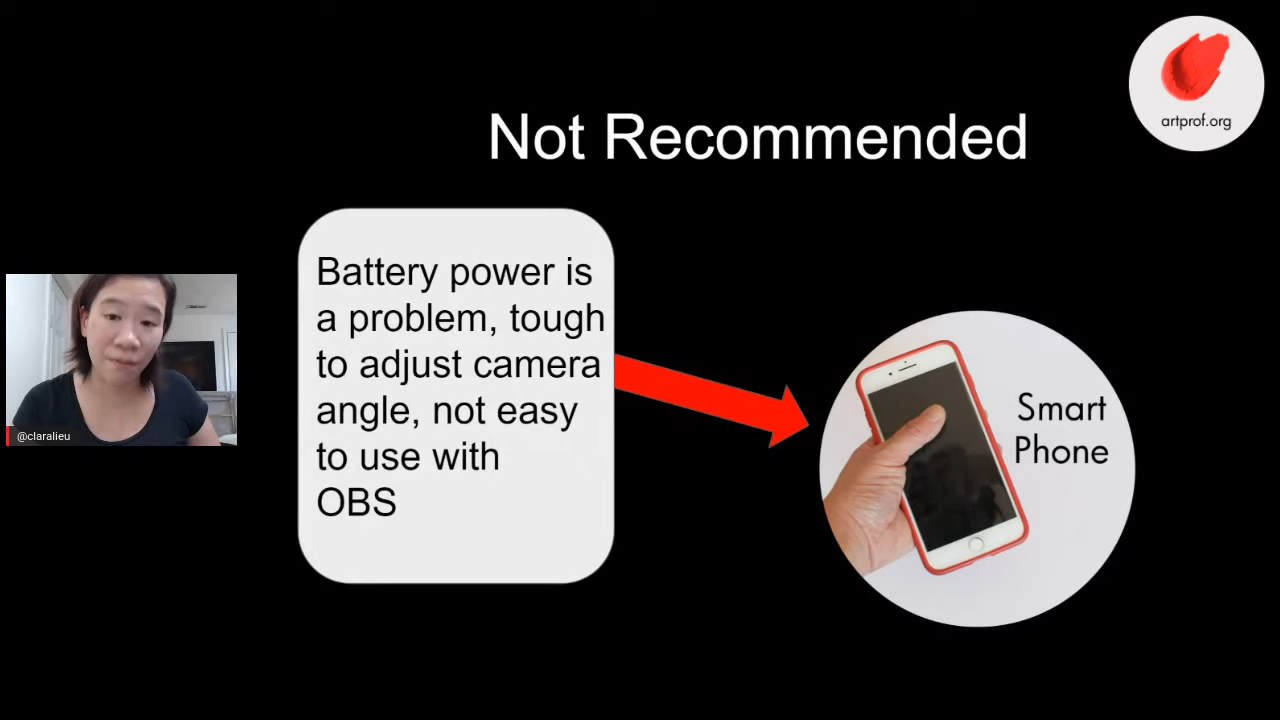 artprof.org
Not Recommended
Battery power is
a problem, tough
to adjust camera
angle, not easy
to use with
OBS
Smart
Phone
@claralieu